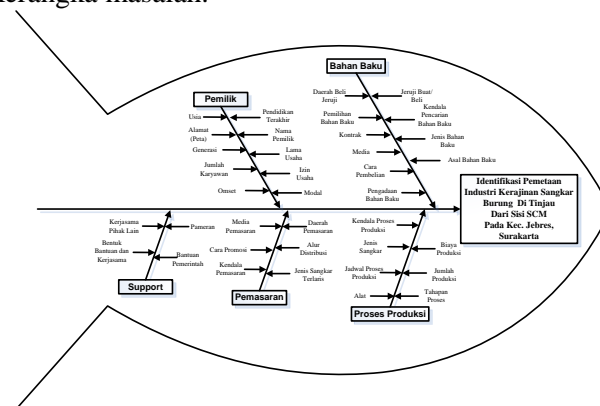 kerangka masalah.
Bahan Baku
Daerah Beli
Jeruji
Jeruji Buat/
Beli
Pemilihan
Bahan Baku
Kendala
Pencarian
Bahan Baku
Kontrak
Jenis Bahan
Baku
Media
Asal Bahan Baku
Cara
Pembelian
Pengadaan
Bahan Baku
Pemilik
Usia
Pendidikan
Terakhir
Alamat
(Peta)
Nama
Pemilik
Generasi
Lama
Usaha
Jumlah
Karyawan
Izin
Usaha
Omset
Modal
Identifikasi Pemetaan
Industri Kerajinan Sangkar
Burung Di Tinjau
Dari Sisi SCM
Pada Kec. Jebres,
Surakarta
Kerjasama
Pihak Lain
Pameran
Bentuk
Bantuan dan
Kerjasama
Bantuan
Pemerintah
Support
Media
Pemasaran
Daerah
Pemasaran
Cara Promosi
Alur
Distribusi
Kendala
Pemasaran
Jenis Sangkar
Terlaris
Pemasaran
Kendala Proses
Produksi
Jenis
Sangkar
Biaya
Produksi
Jadwal Proses
Produksi
Jumlah
Produksi
Alat
Tahapan
Proses
Proses Produksi